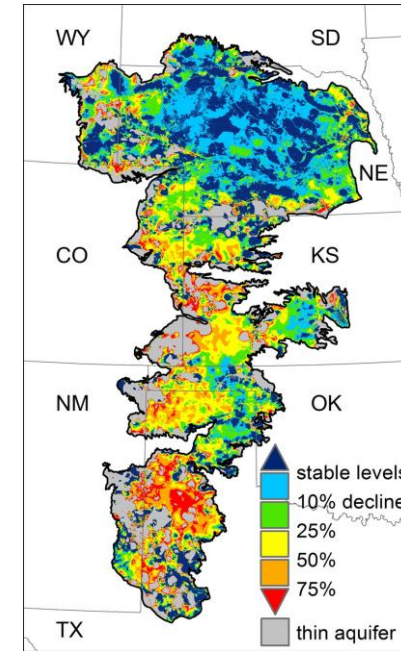 WY
SD
NE
CO
KS
NM
OK
stable levels
10% decline
25%
50%
75%
TX
thin aquifer